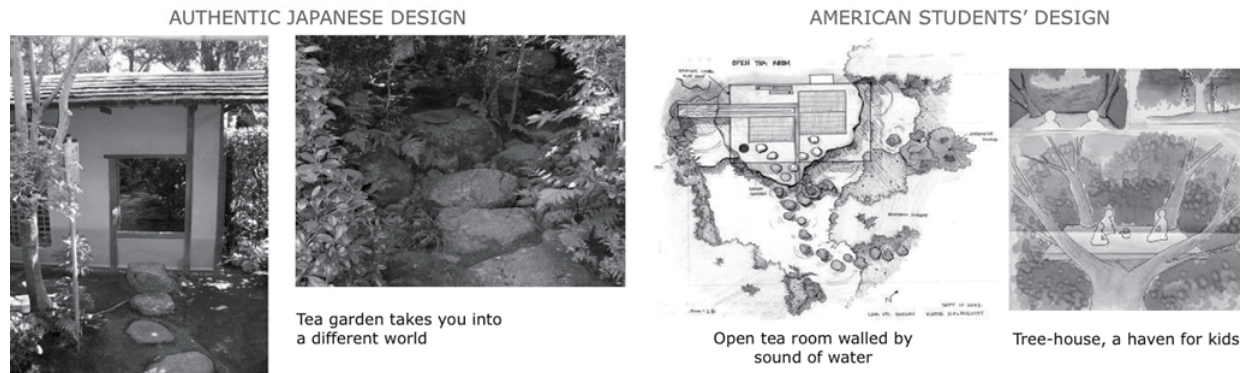 AUTHENTIC JAPANESE DESIGN
AMERICAN STUDENTS’ DESIGN
OPEN TEA ROOM
Tea garden takes you into
a different world
Open tea room walled by
sound of water
Tree-house, a haven for kids